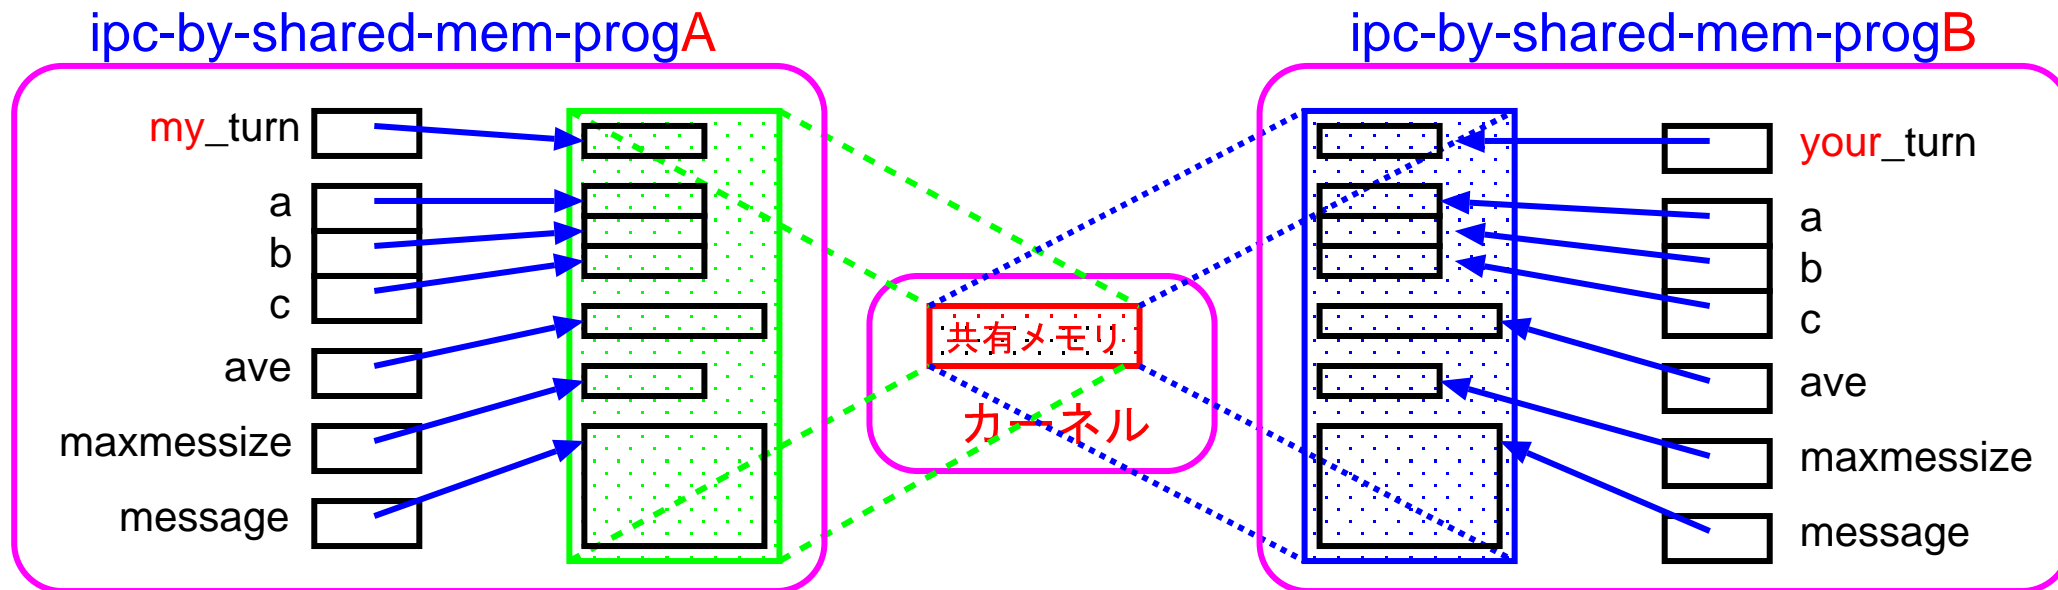 ipc-by-shared-mem-progA
my_turn
a
b
c
ave
maxmessize
message
共有メモリ
カーネル
ipc-by-shared-mem-progB
your_turn
a
b
c
ave
maxmessize
message